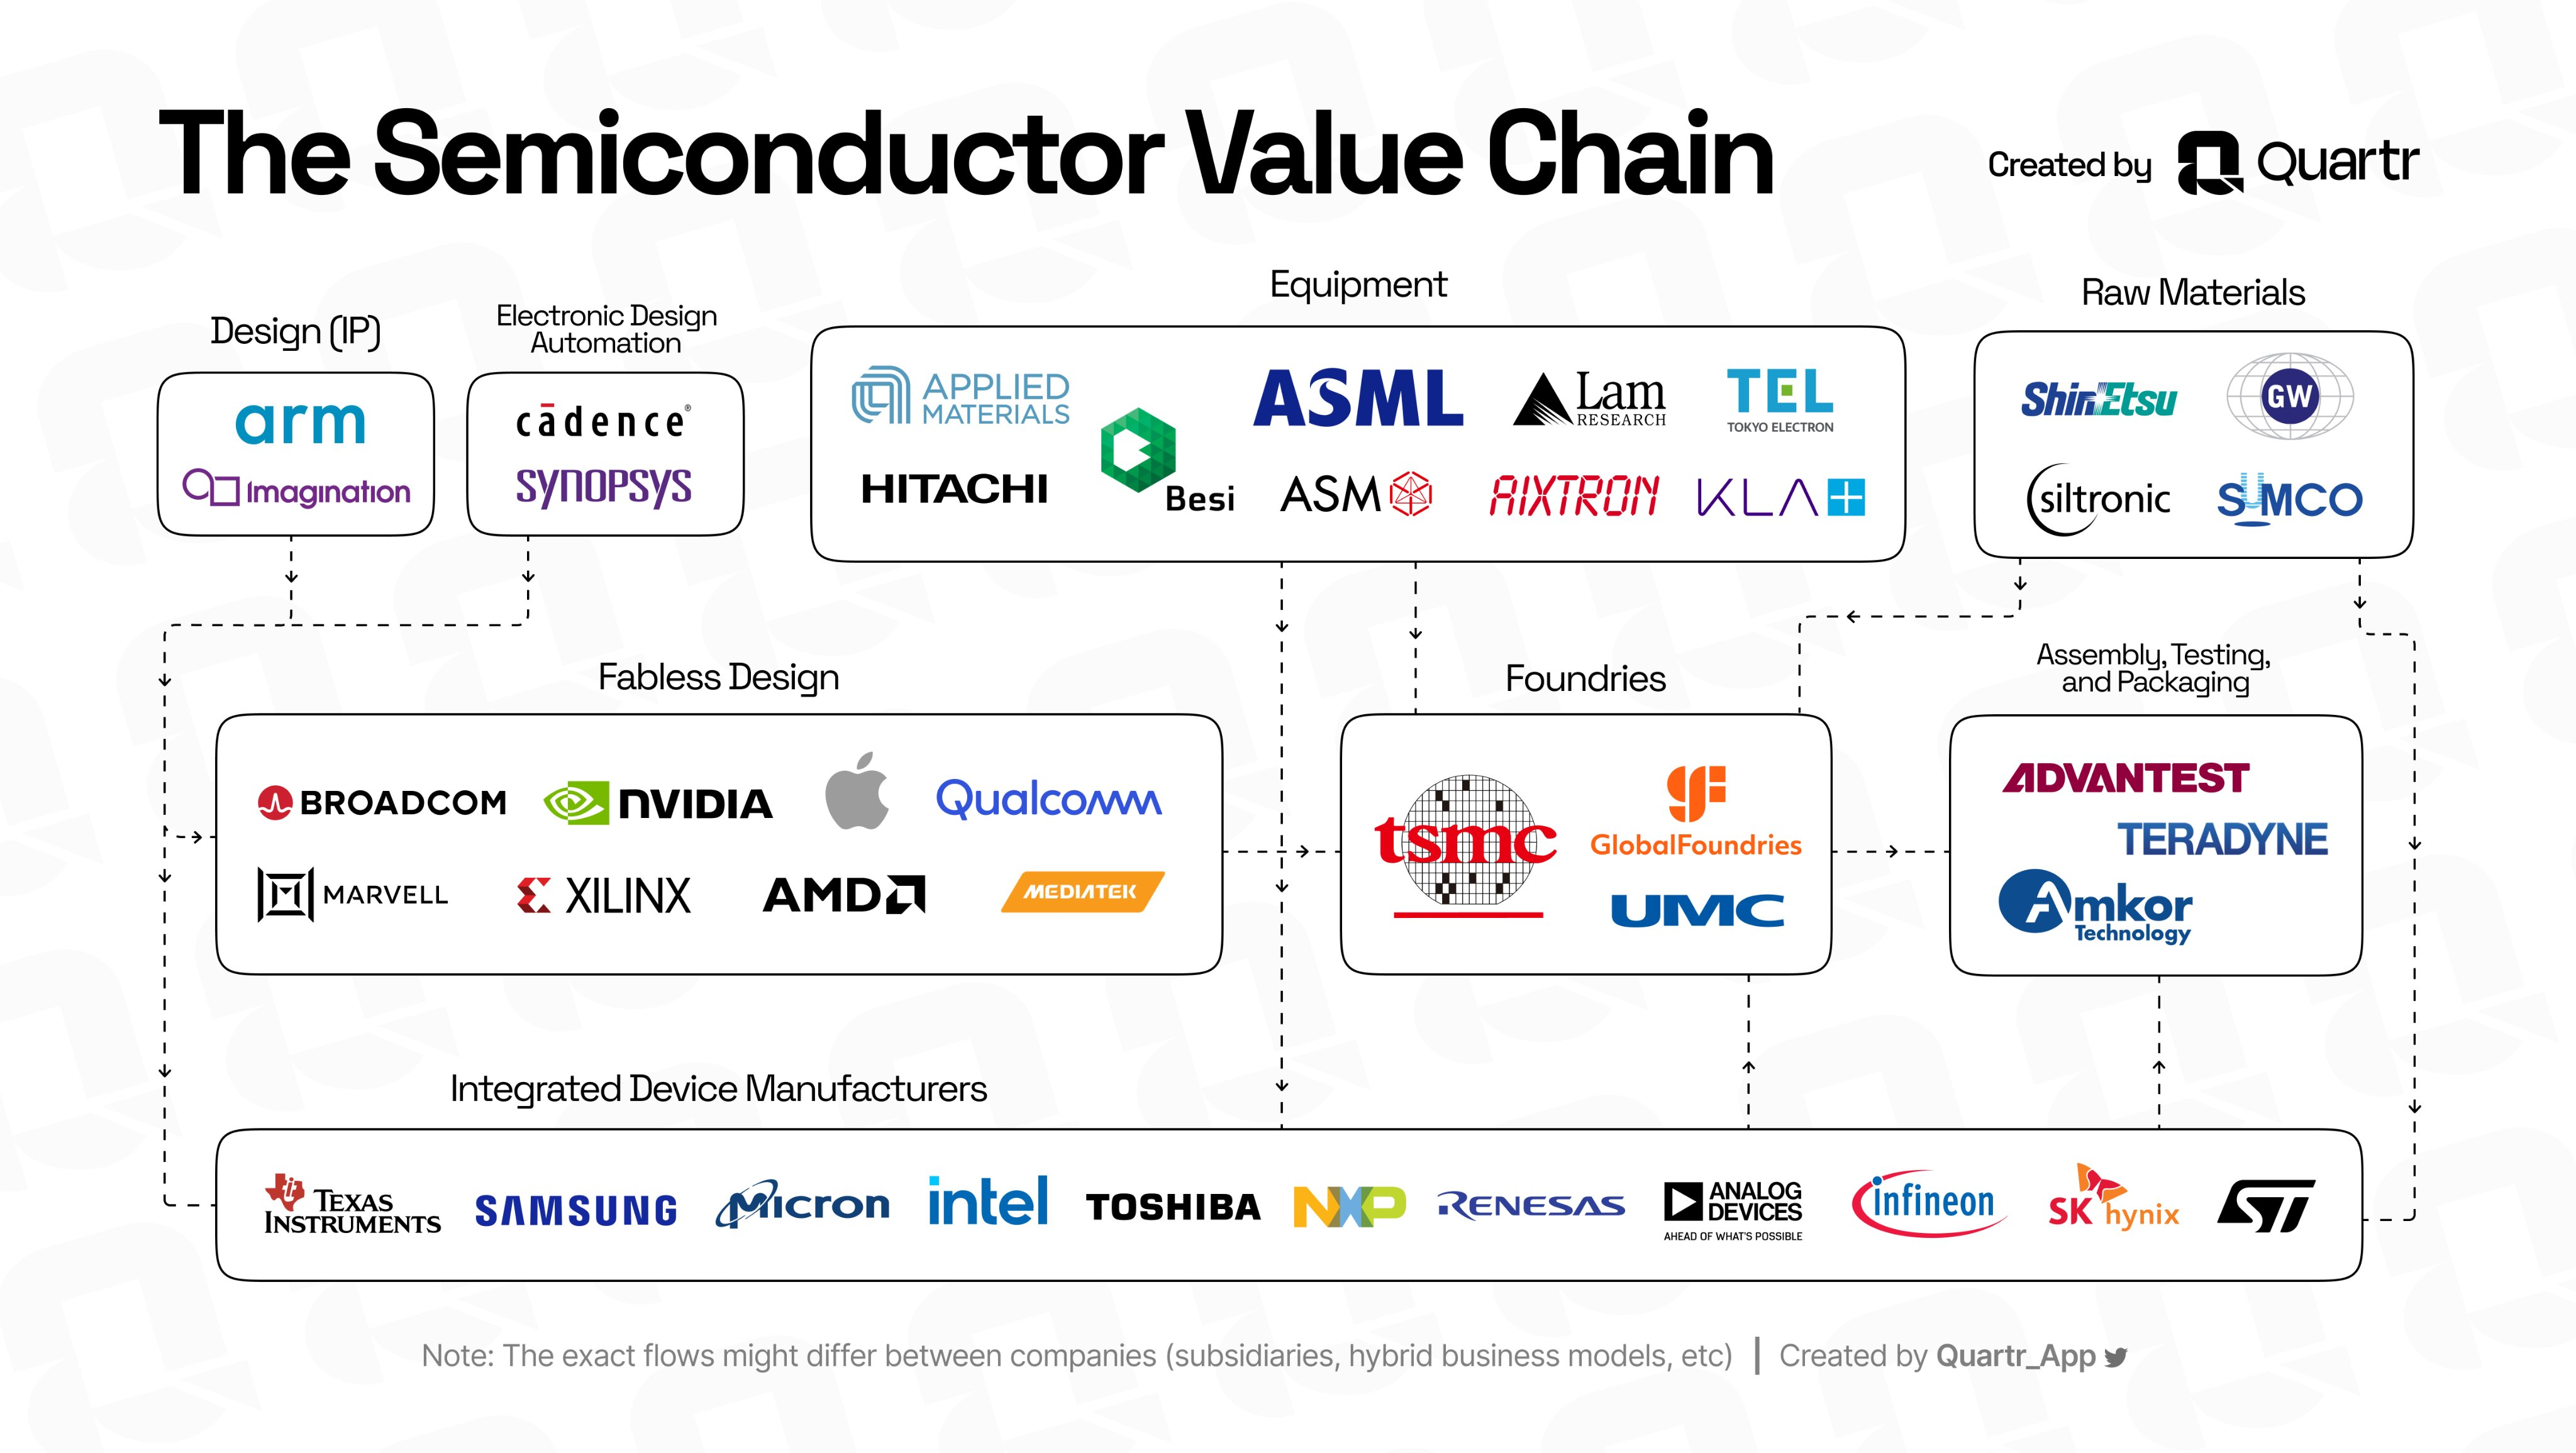 The Semiconductor Value Chain
Created by Quartr
Design (IP)
arm
Imagination
Electronic Design
Automation
cādence®
SYNOPSYS
Equipment
APPLIED
MATERIALS
ASML
Lam
RESEARCH
TEL
TOKYO ELECTRON
HITACHI
Besi
ASM
AIXTRON
KLA
Raw Materials
ShinEtsu
GW
siltronic
SUMCO
Fabless Design
BROADCOM
NVIDIA
Qualcomm
MARVELL
XILINX
AMD
MEDIATEK
Foundries
tsmc
GF
GlobalFoundries
UMC
Assembly, Testing,
and Packaging
ADVANTEST
TERADYNE
Amkor
Technology
Integrated Device Manufacturers
TEXAS
INSTRUMENTS
SAMSUNG
Micron
intel
TOSHIBA
NXP
RENESAS
ANALOG
DEVICES
AHEAD OF WHAT'S POSSIBLE
infineon
SK hynix
ST
Note: The exact flows might differ between companies (subsidiaries, hybrid business models, etc) | Created by Quartr_App